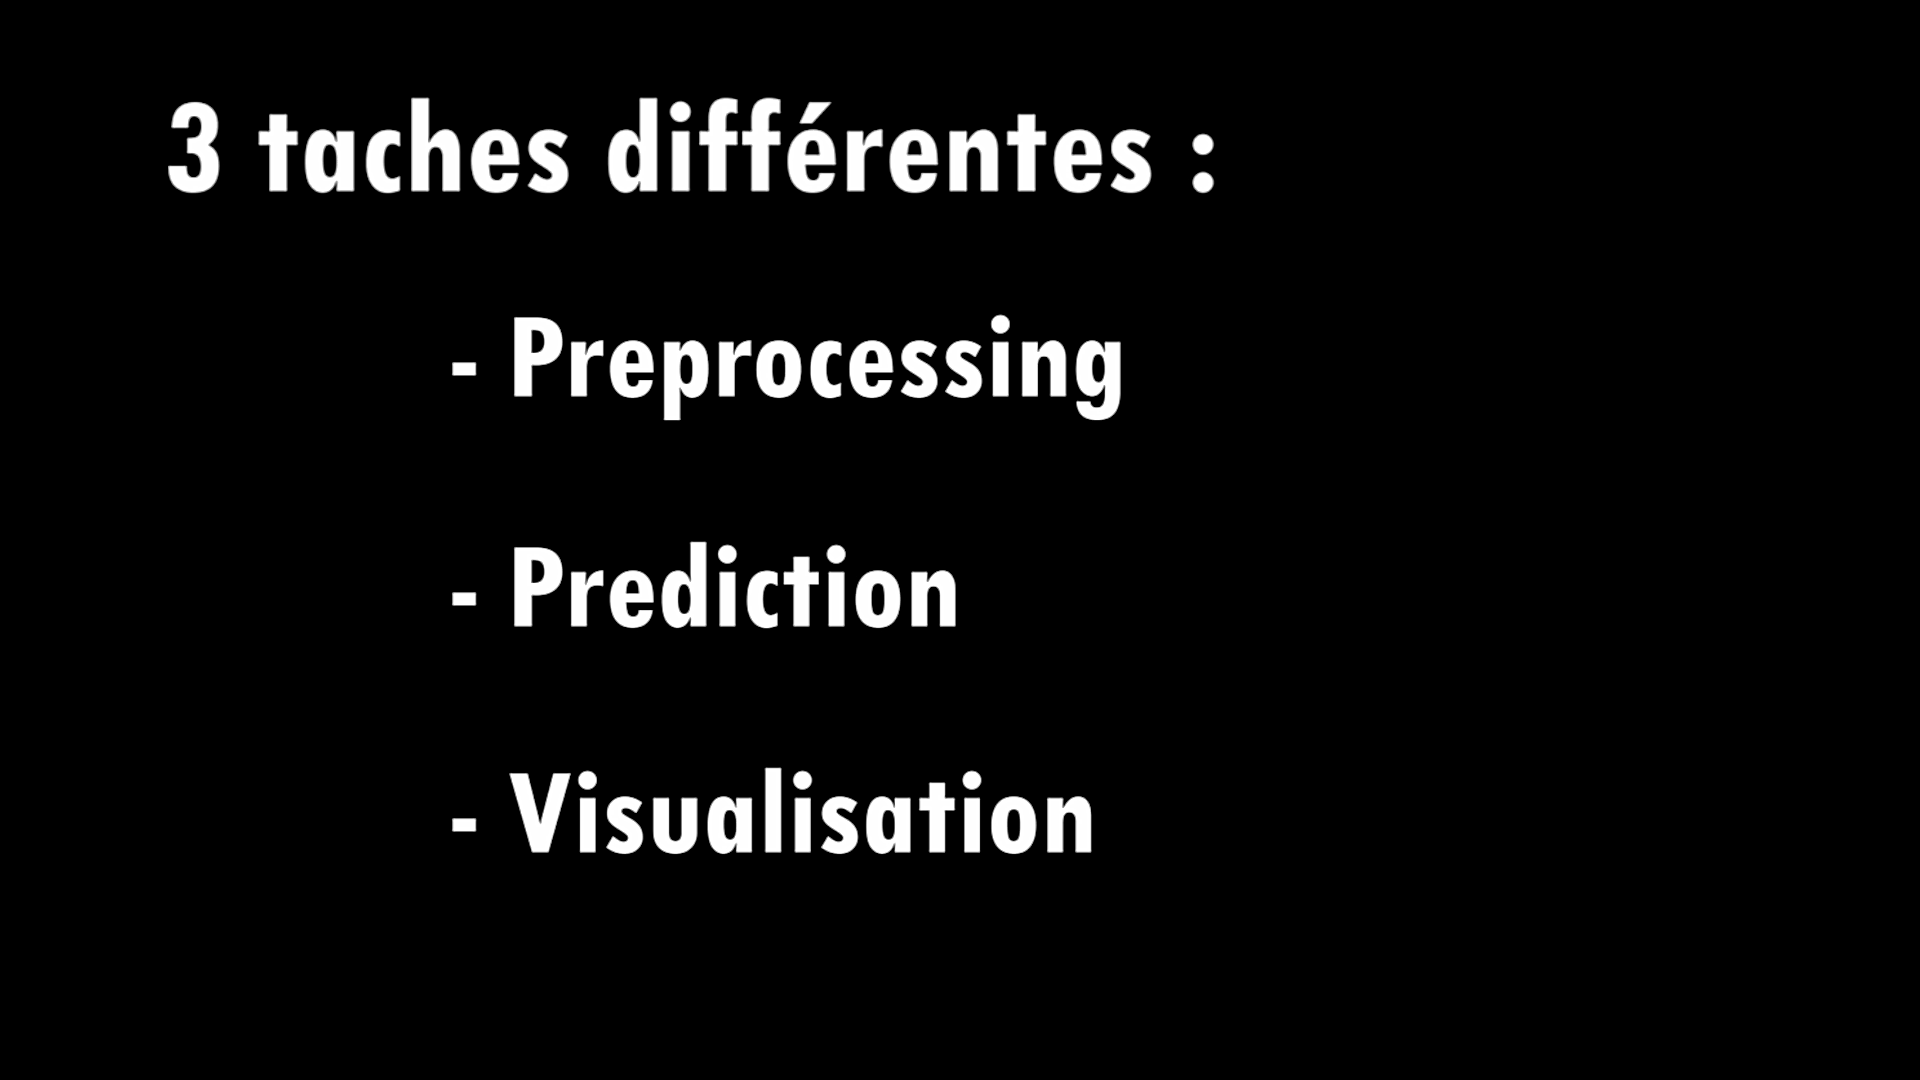 3 taches différentes :
- Preprocessing
- Prediction
- Visualisation